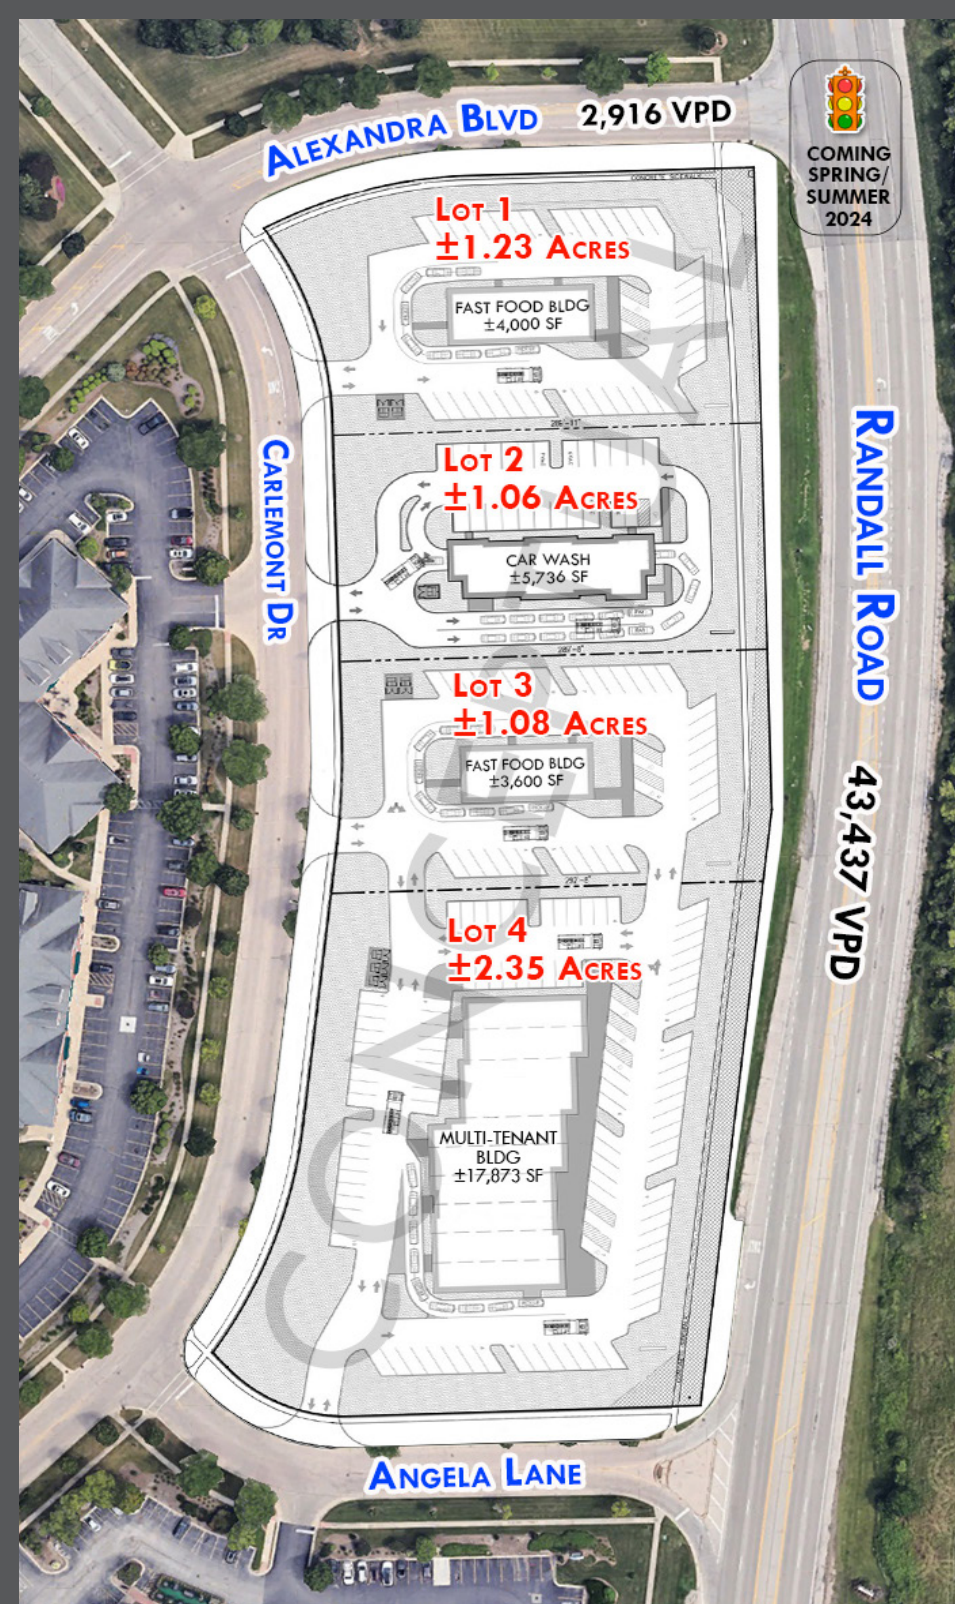 ALEXANDRA BLVD
2,916 VPD
COMING
SPRING/
SUMMER
2024
LOT 1
±1.23 ACRES
FAST FOOD BLDG
±4,000 SF
CARLEMONT DR
RANDALL ROAD
43,437 VPD
LOT 2
±1.06 ACRES
CAR WASH
±5,736 SF
LOT 3
±1.08 ACRES
FAST FOOD BLDG
±3,600 SF
LOT 4
±2.35 ACRES
MULTI-TENANT
BLDG
±17,873 SF
CONCEPTUAL
ANGELA LANE